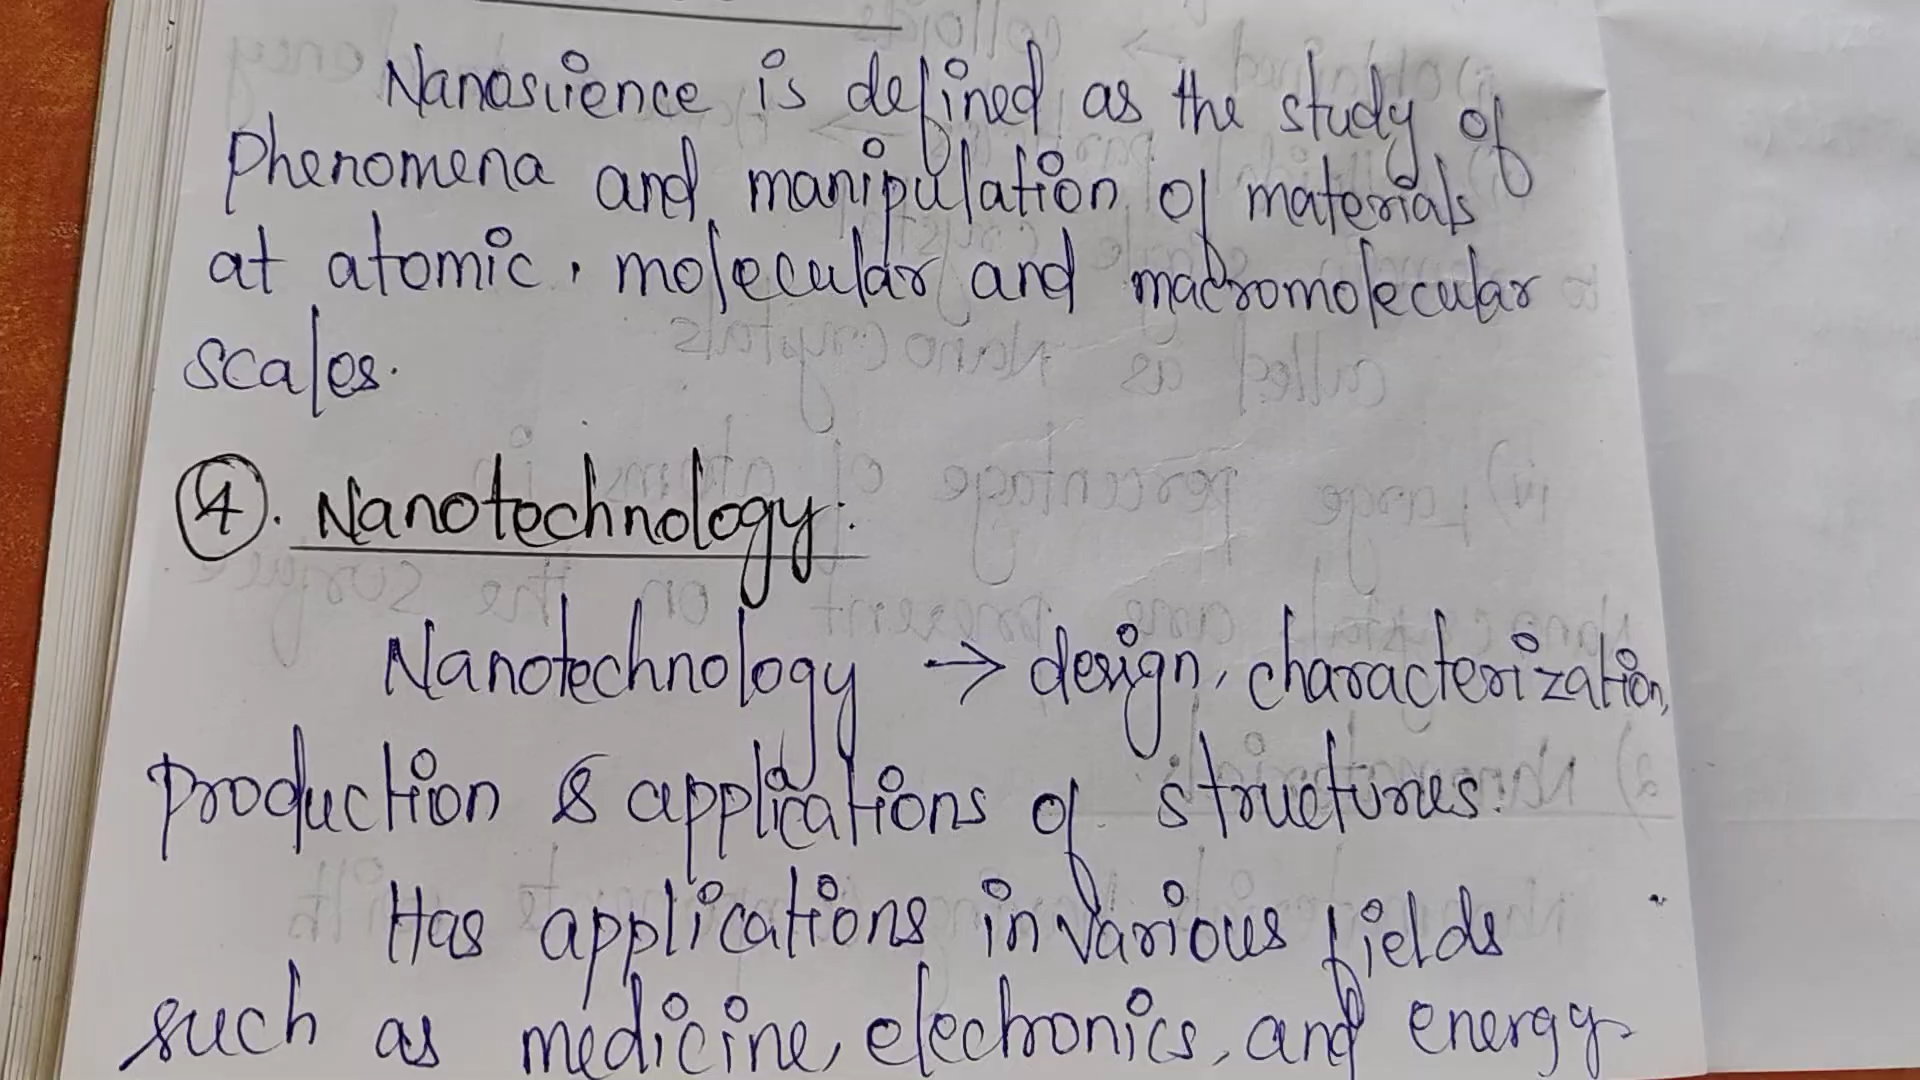 Nanoscience is defined as the study of
phenomena and manipulation of materials
at atomic, molecular and macromolecular
scales.
4. Nanotechnology:
Nanotechnology → design, characterization,
production & applications of structures.
Has applications in various fields
such as medicine, electronics, and energy.